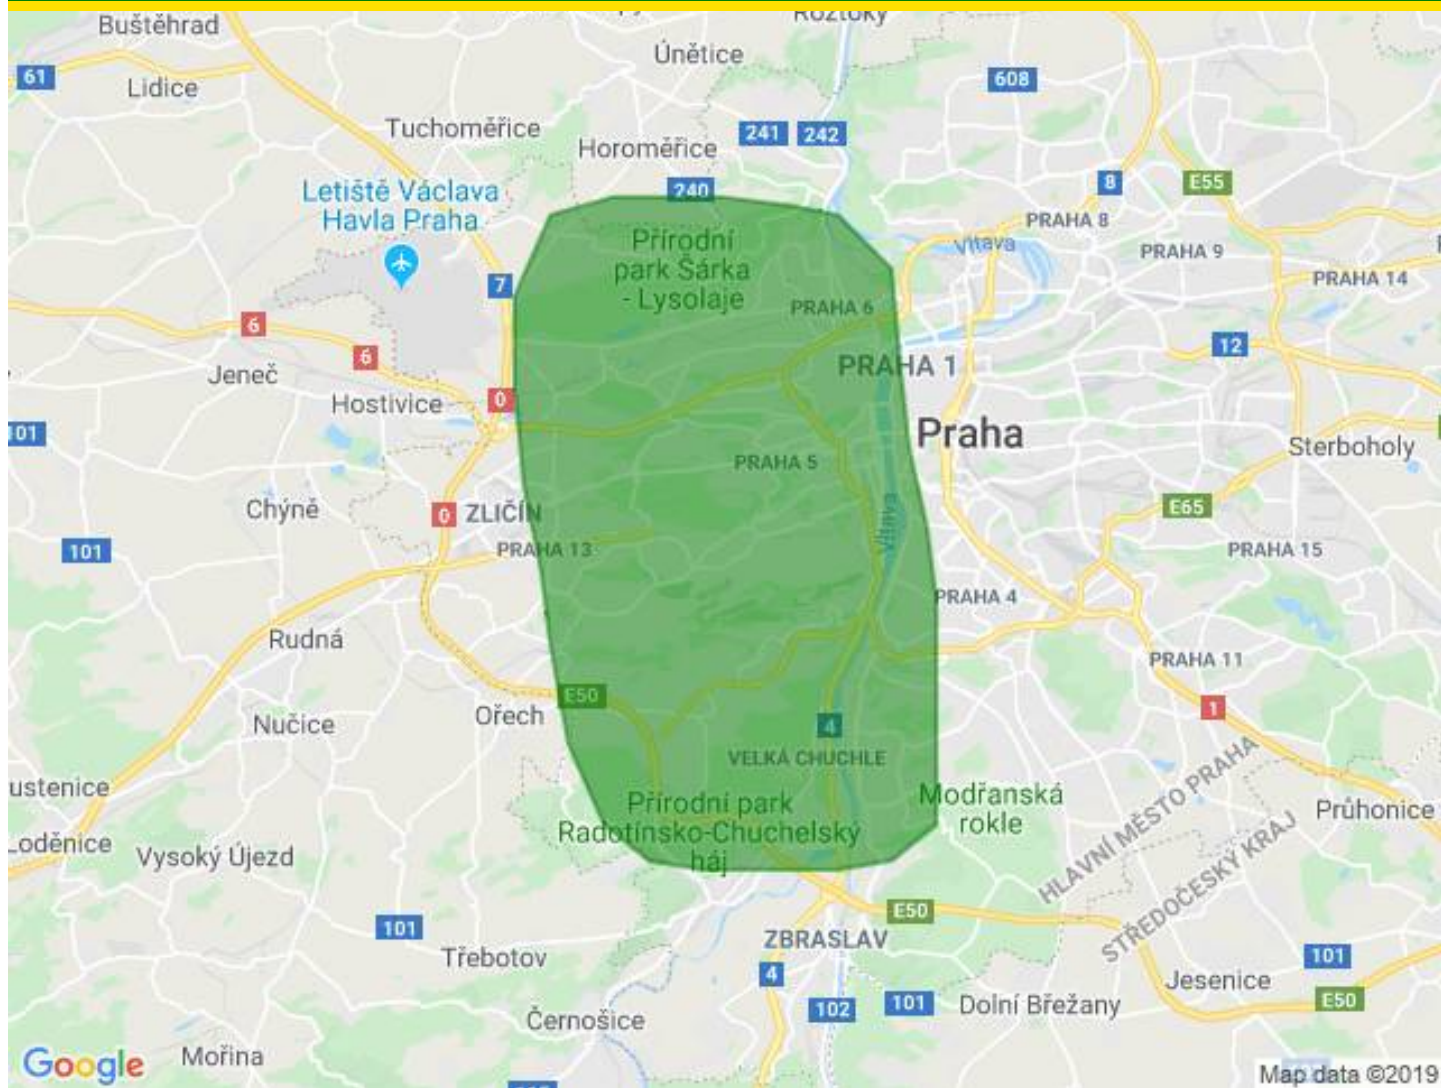 Roztoky
Buštěhrad
Únětice
61
608
Lidice
Tuchoměřice
241
242
Horoměřice
Letiště Václava
Havla Praha
240
8
E55
PRAHA 8
Přírodní
park Šárka
- Lysolaje
Vltava
PRAHA 9
7
PRAHA 14
PRAHA 6
6
6
12
Jeneč
PRAHA 1
Hostivice
0
101
Praha
Sterboholy
PRAHA 5
Chýně
0
ZLIČÍN
E65
Vltava
101
PRAHA 13
PRAHA 15
PRAHA 4
Rudná
PRAHA 11
E50
1
Ořech
Nučice
4
VELKÁ CHUCHLE
ustenice
Přírodní park
Radotínsko-Chuchelský
háj
Modřanská
rokle
HLAVNÍ MĚSTO PRAHA
STŘEDOČESKÝ KRAJ
Průhonice
Loděnice
Vysoký Újezd
101
E50
ZBRASLAV
Třebotov
4
101
Jesenice
102
101
Dolní Břežany
E50
Černošice
Google
Mořina
Map data ©2019